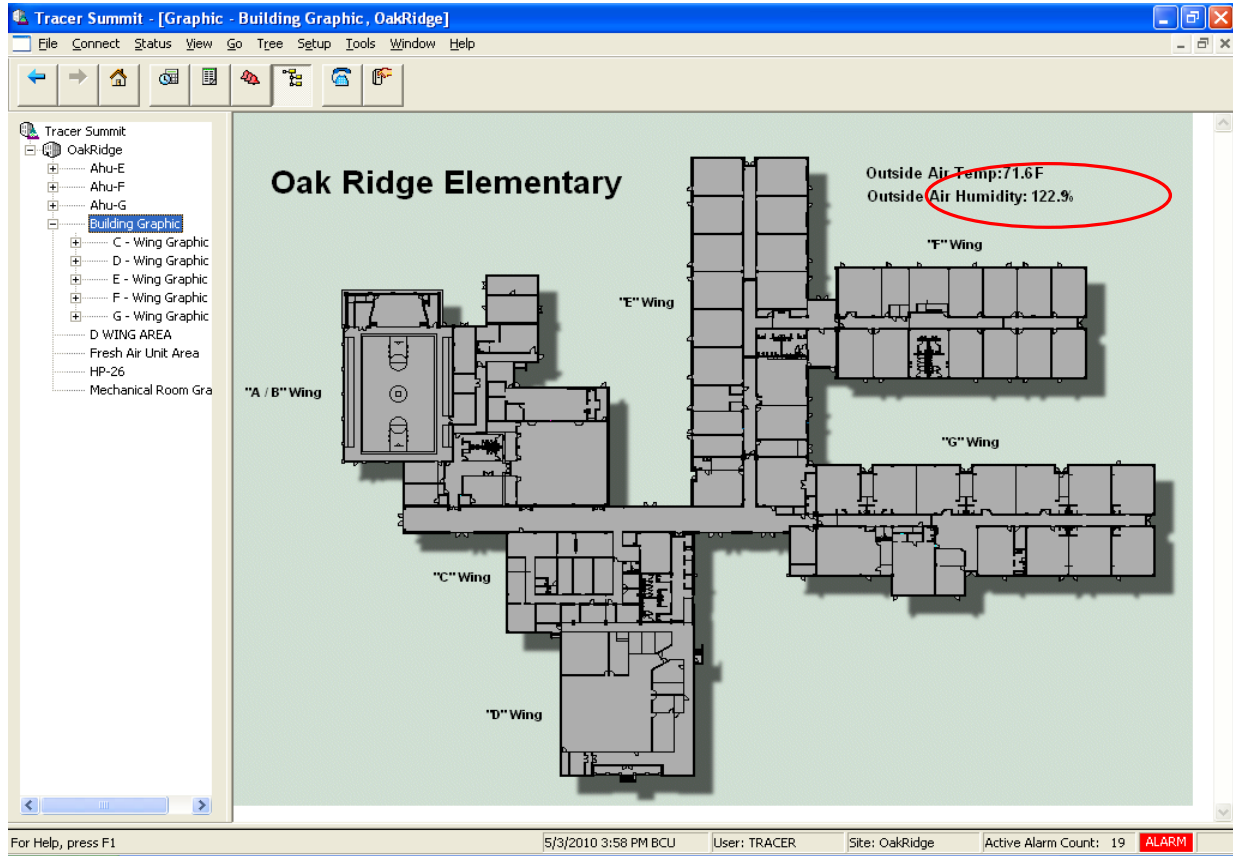 Tracer Summit - [Graphic - Building Graphic, OakRidge]
File Connect Status View Go Tree Setup Tools Window Help
Tracer Summit
OakRidge
Ahu-E
Ahu-F
Ahu-G
Building Graphic
C - Wing Graphic
D - Wing Graphic
E - Wing Graphic
F - Wing Graphic
G - Wing Graphic
D WING AREA
Fresh Air Unit Area
HP-26
Mechanical Room Gra
Oak Ridge Elementary
Outside Air Temp:71.6F
Outside Air Humidity: 122.9%
"F" Wing
"E" Wing
"A / B" Wing
"G" Wing
"C" Wing
"D" Wing
For Help, press F1 5/3/2010 3:58 PM BCU User: TRACER Site: OakRidge Active Alarm Count: 19 ALARM